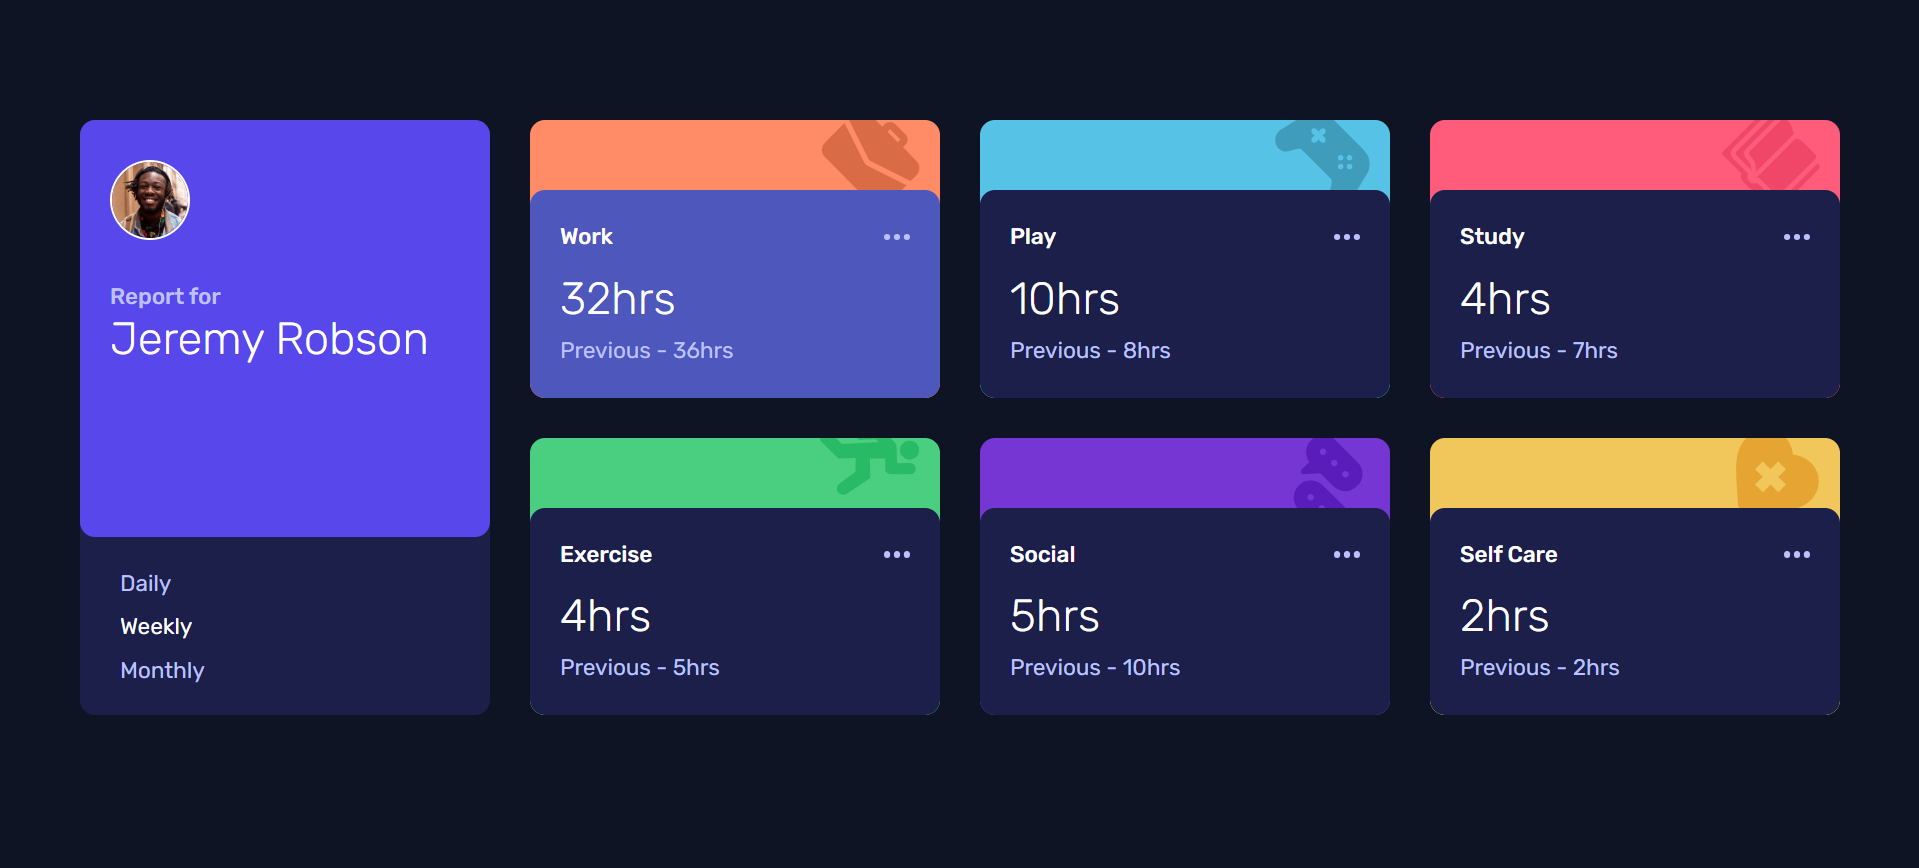 Report for
Jeremy Robson
Daily
Weekly
Monthly
Work
32hrs
Previous - 36hrs
Play
10hrs
Previous - 8hrs
Study
4hrs
Previous - 7hrs
Exercise
4hrs
Previous - 5hrs
Social
5hrs
Previous - 10hrs
Self Care
2hrs
Previous - 2hrs